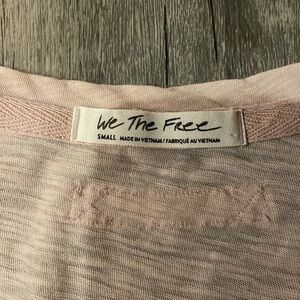 We The Free
SMALL MADE IN VIETNAM / FABRIQUÉ AU VIETNAM